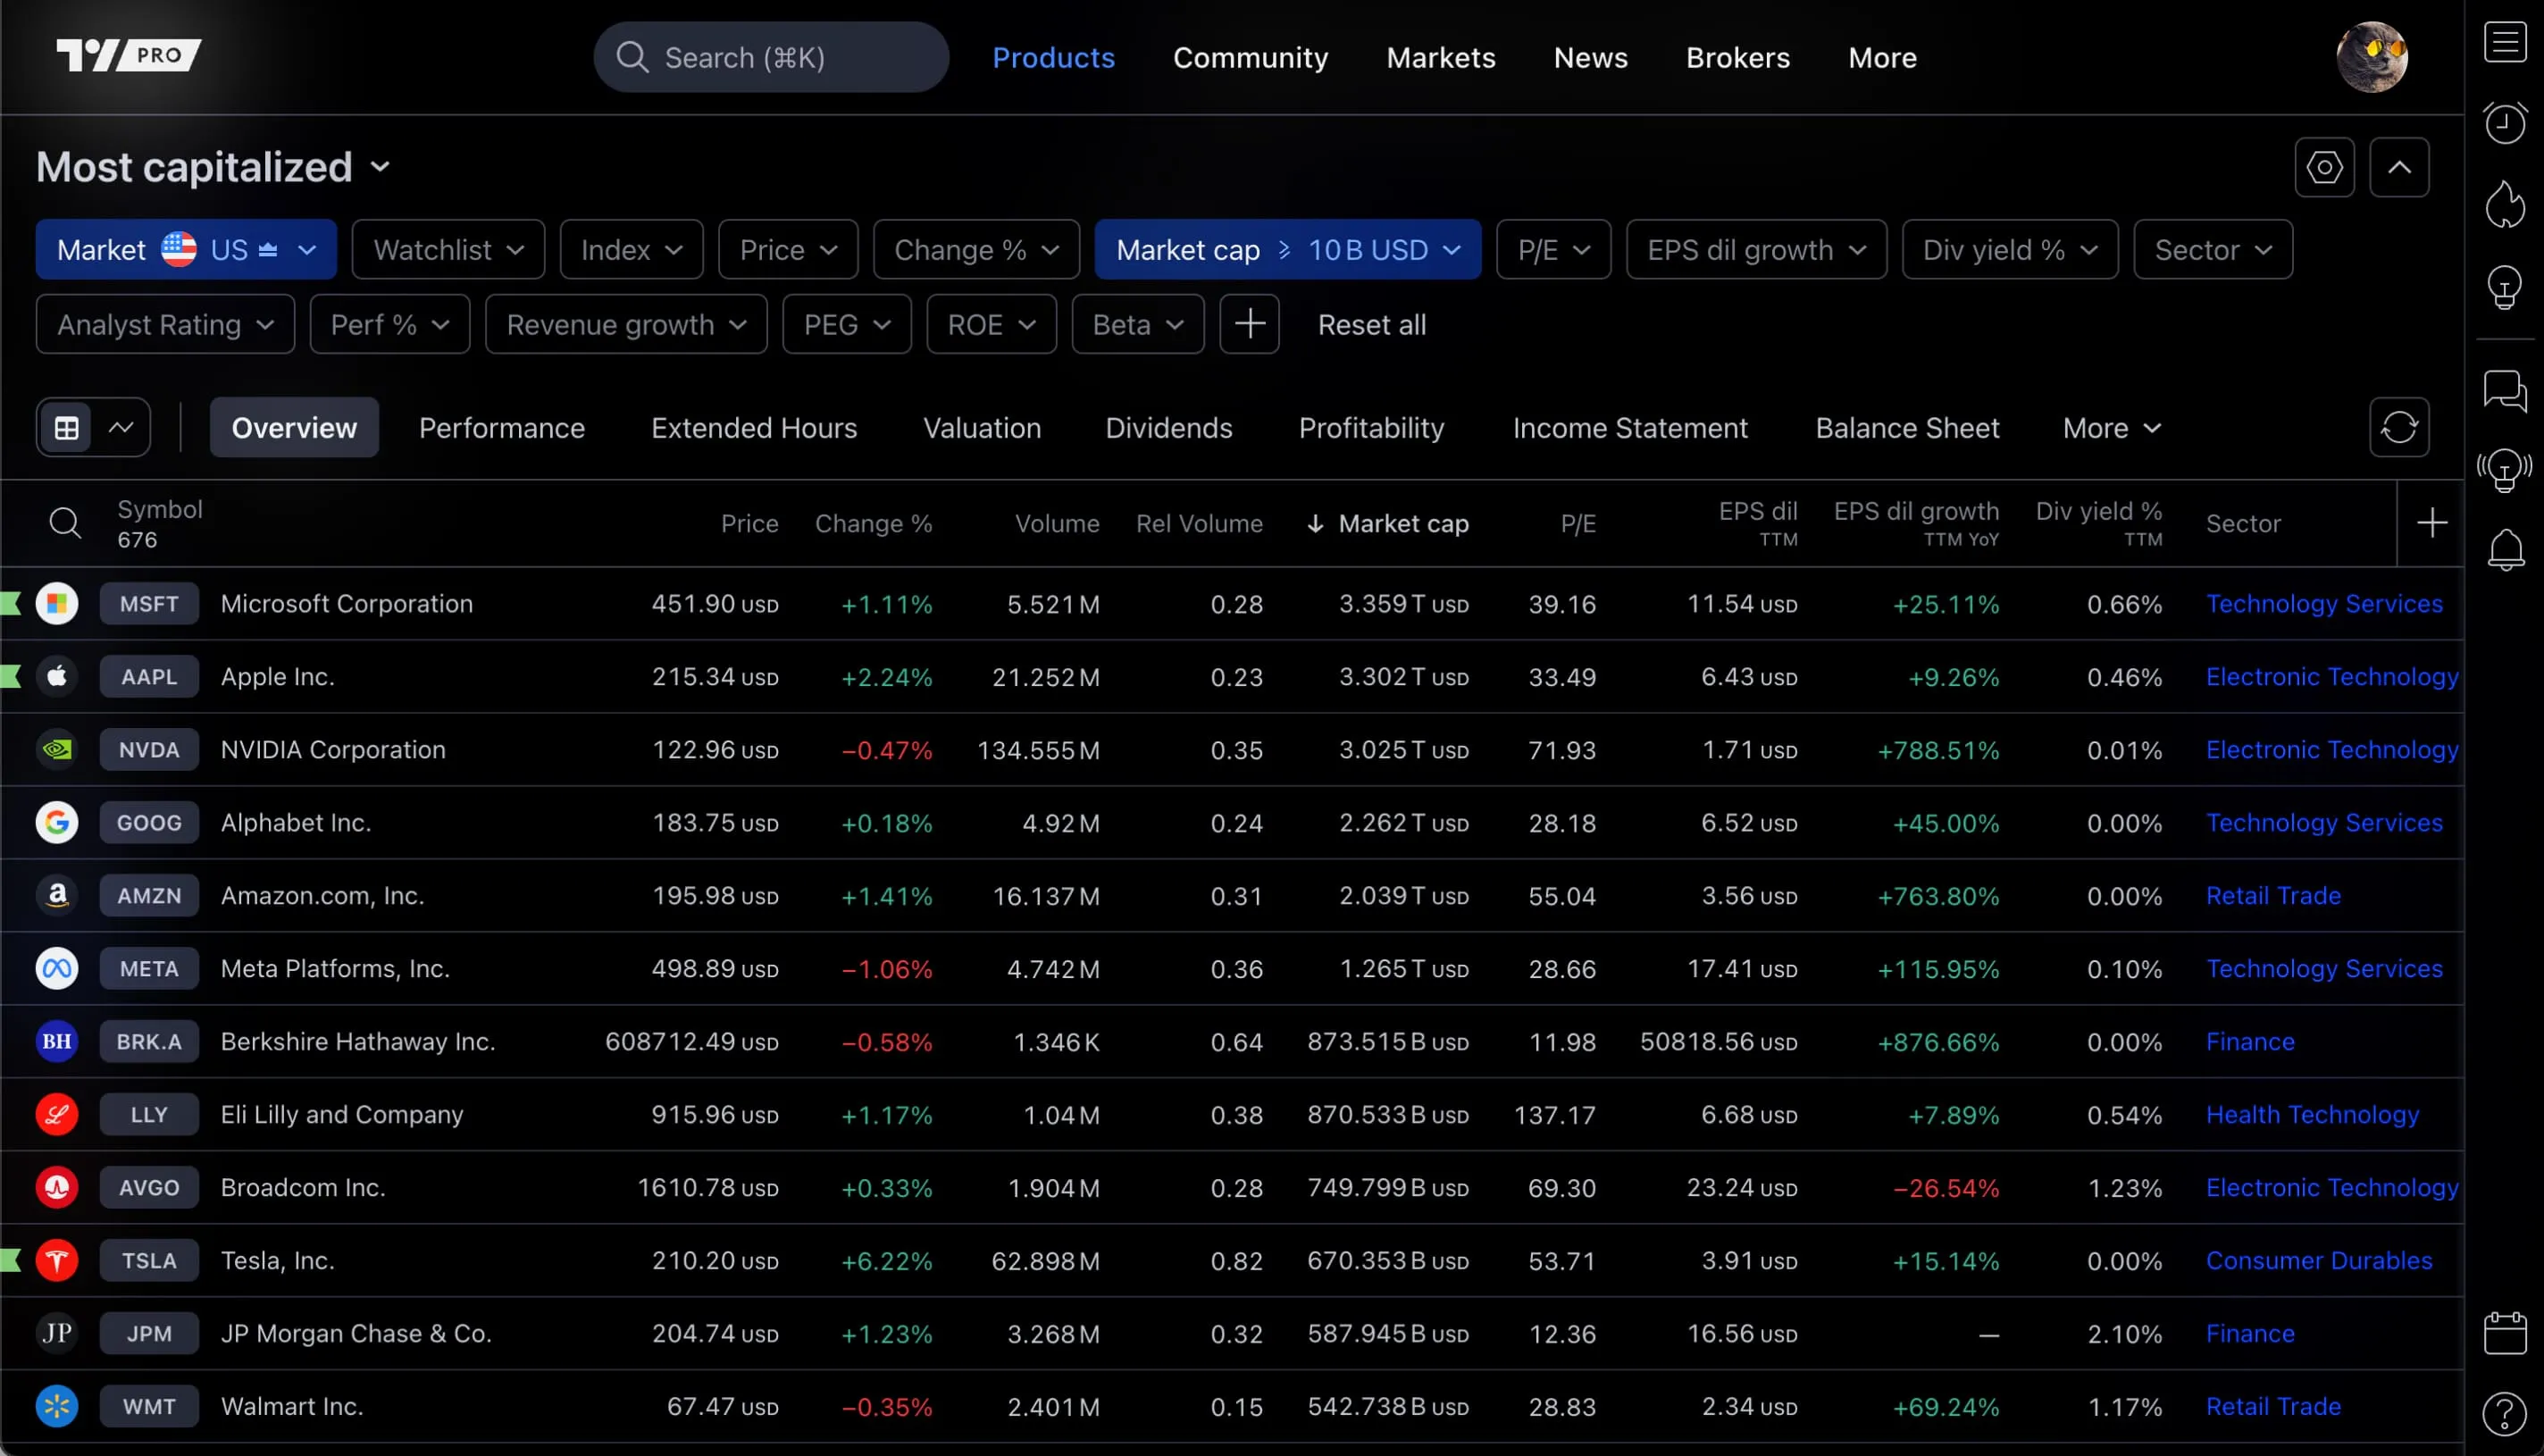 TV PRO
Search (⌘K)
Products Community Markets News Brokers More
Most capitalized
Market US Watchlist Index Price Change % Market cap ≥ 10 B USD P/E EPS dil growth Div yield % Sector
Analyst Rating Perf % Revenue growth PEG ROE Beta Reset all
Overview Performance Extended Hours Valuation Dividends Profitability Income Statement Balance Sheet More
Symbol 676 Price Change % Volume Rel Volume ↓ Market cap P/E EPS dil TTM EPS dil growth TTM YoY Div yield % TTM Sector
MSFT Microsoft Corporation 451.90 USD +1.11% 5.521 M 0.28 3.359 T USD 39.16 11.54 USD +25.11% 0.66% Technology Services
AAPL Apple Inc. 215.34 USD +2.24% 21.252 M 0.23 3.302 T USD 33.49 6.43 USD +9.26% 0.46% Electronic Technology
NVDA NVIDIA Corporation 122.96 USD −0.47% 134.555 M 0.35 3.025 T USD 71.93 1.71 USD +788.51% 0.01% Electronic Technology
GOOG Alphabet Inc. 183.75 USD +0.18% 4.92 M 0.24 2.262 T USD 28.18 6.52 USD +45.00% 0.00% Technology Services
a AMZN Amazon.com, Inc. 195.98 USD +1.41% 16.137 M 0.31 2.039 T USD 55.04 3.56 USD +763.80% 0.00% Retail Trade
META Meta Platforms, Inc. 498.89 USD −1.06% 4.742 M 0.36 1.265 T USD 28.66 17.41 USD +115.95% 0.10% Technology Services
BH BRK.A Berkshire Hathaway Inc. 608712.49 USD −0.58% 1.346 K 0.64 873.515 B USD 11.98 50818.56 USD +876.66% 0.00% Finance
LLY Eli Lilly and Company 915.96 USD +1.17% 1.04 M 0.38 870.533 B USD 137.17 6.68 USD +7.89% 0.54% Health Technology
AVGO Broadcom Inc. 1610.78 USD +0.33% 1.904 M 0.28 749.799 B USD 69.30 23.24 USD −26.54% 1.23% Electronic Technology
TSLA Tesla, Inc. 210.20 USD +6.22% 62.898 M 0.82 670.353 B USD 53.71 3.91 USD +15.14% 0.00% Consumer Durables
JP JPM JP Morgan Chase & Co. 204.74 USD +1.23% 3.268 M 0.32 587.945 B USD 12.36 16.56 USD — 2.10% Finance
WMT Walmart Inc. 67.47 USD −0.35% 2.401 M 0.15 542.738 B USD 28.83 2.34 USD +69.24% 1.17% Retail Trade